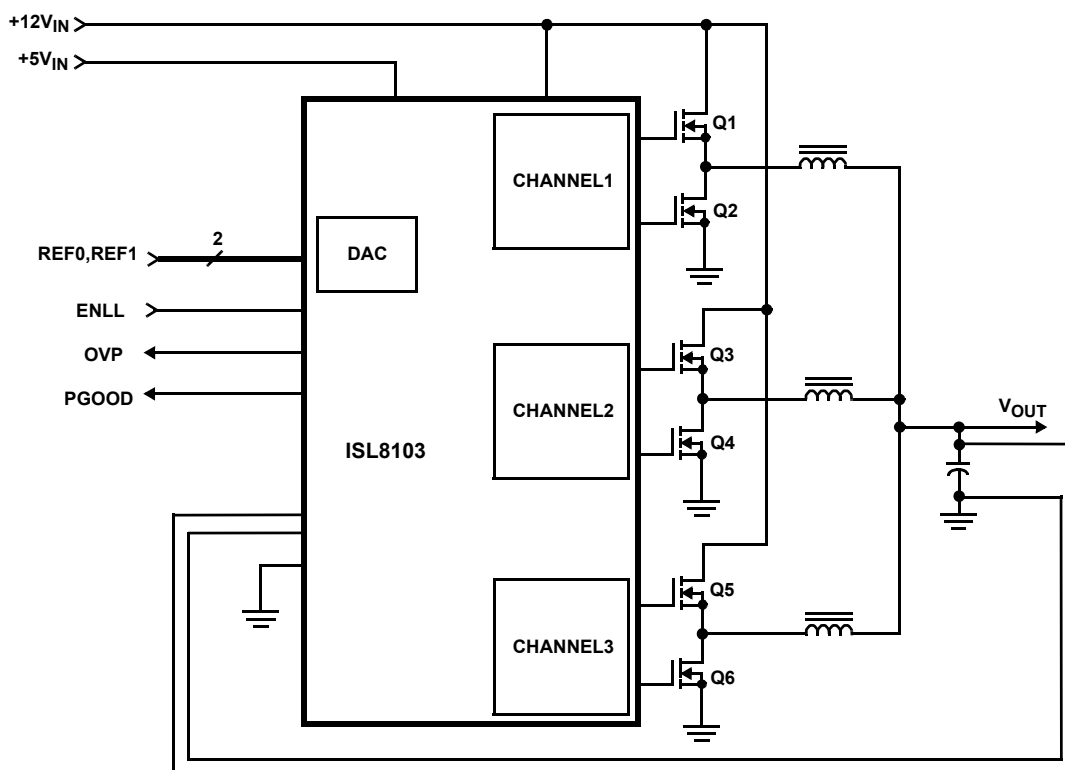 +12VIN
+5VIN
CHANNEL1
Q1
Q2
REF0,REF1
2
DAC
ENLL
OVP
PGOOD
ISL8103
CHANNEL2
Q3
Q4
VOUT
CHANNEL3
Q5
Q6